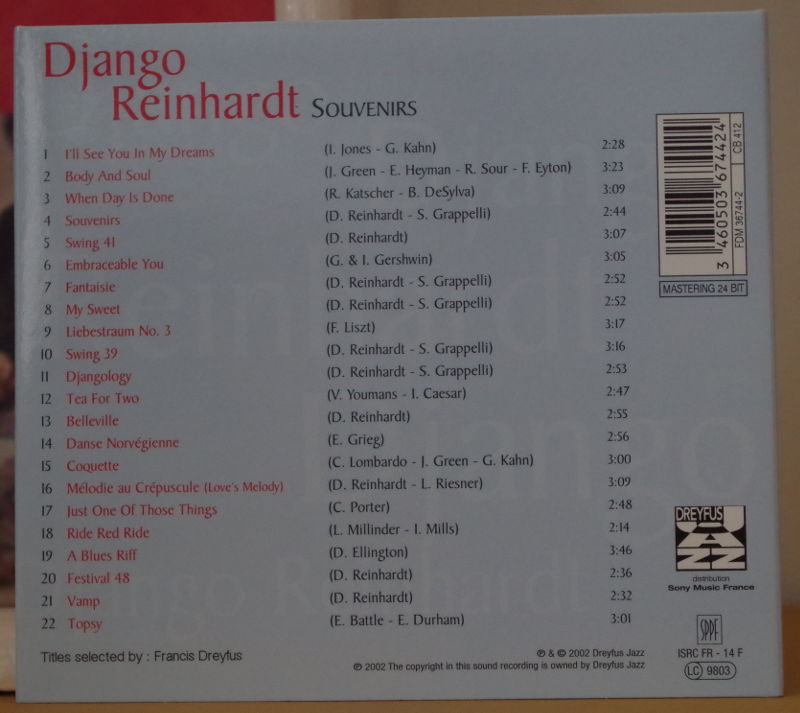 Django
Reinhardt SOUVENIRS
1 I'll See You In My Dreams (I. Jones - G. Kahn) 2:28
2 Body And Soul (J. Green - E. Heyman - R. Sour - F. Eyton) 3:23
3 When Day Is Done (R. Katscher - B. DeSylva) 3:09
4 Souvenirs (D. Reinhardt - S. Grappelli) 2:44
5 Swing 41 (D. Reinhardt) 3:07
6 Embraceable You (G. & I. Gershwin) 3:05
7 Fantaisie (D. Reinhardt - S. Grappelli) 2:52
8 My Sweet (D. Reinhardt - S. Grappelli) 2:52
9 Liebestraum No. 3 (F. Liszt) 3:17
10 Swing 39 (D. Reinhardt - S. Grappelli) 3:16
11 Djangology (D. Reinhardt - S. Grappelli) 2:53
12 Tea For Two (V. Youmans - I. Caesar) 2:47
13 Belleville (D. Reinhardt) 2:55
14 Danse Norvégienne (E. Grieg) 2:56
15 Coquette (C. Lombardo - J. Green - G. Kahn) 3:00
16 Mélodie au Crépuscule (Love's Melody) (D. Reinhardt - L. Riesner) 3:09
17 Just One Of Those Things (C. Porter) 2:48
18 Ride Red Ride (L. Millinder - I. Mills) 2:14
19 A Blues Riff (D. Ellington) 3:46
20 Festival 48 (D. Reinhardt) 2:36
21 Vamp (D. Reinhardt) 2:32
22 Topsy (E. Battle - E. Durham) 3:01
Titles selected by : Francis Dreyfus
℗ & © 2002 Dreyfus Jazz
℗ 2002 The copyright in this sound recording is owned by Dreyfus Jazz
3 460503 674424
CB 412
FDM 36744-2
MASTERING 24 BIT
DREYFUS
JAZZ
distribution
Sony Music France
SPPF
ISRC FR - 14 F
LC 9803